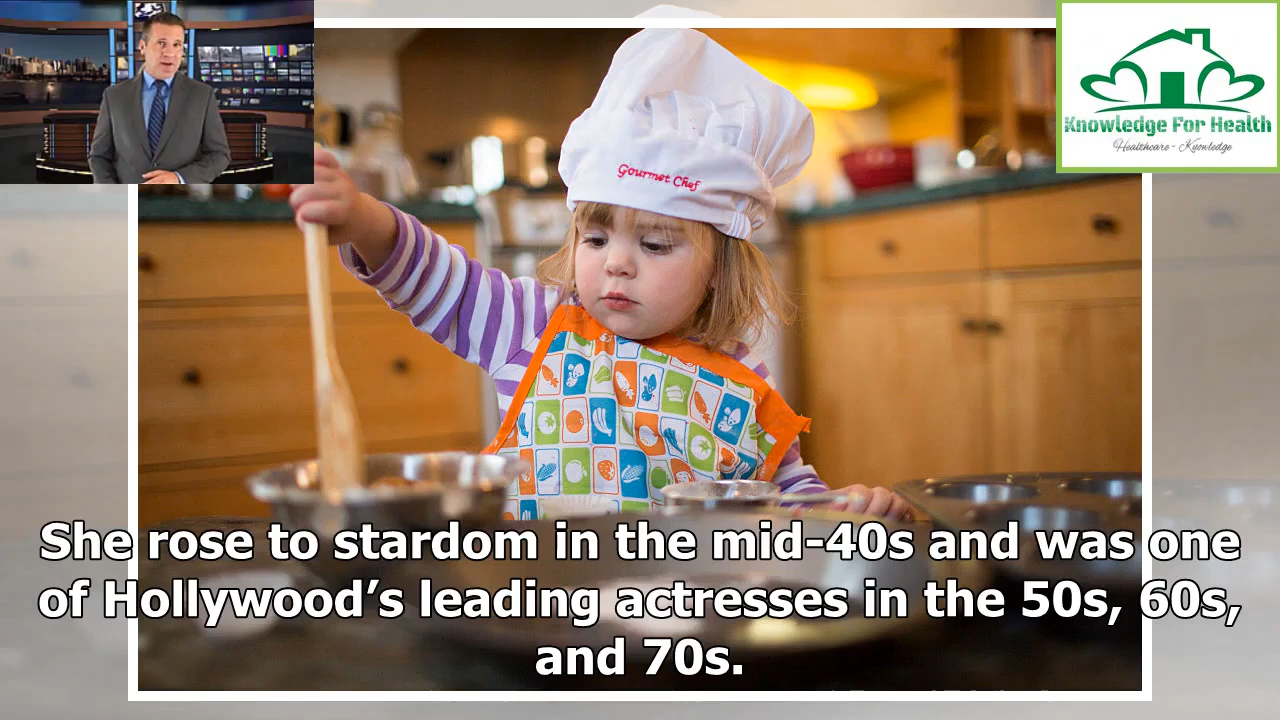 Gourmet Chef
Knowledge For Health
Healthcare - Knowledge
She rose to stardom in the mid-40s and was one
of Hollywood’s leading actresses in the 50s, 60s,
and 70s.